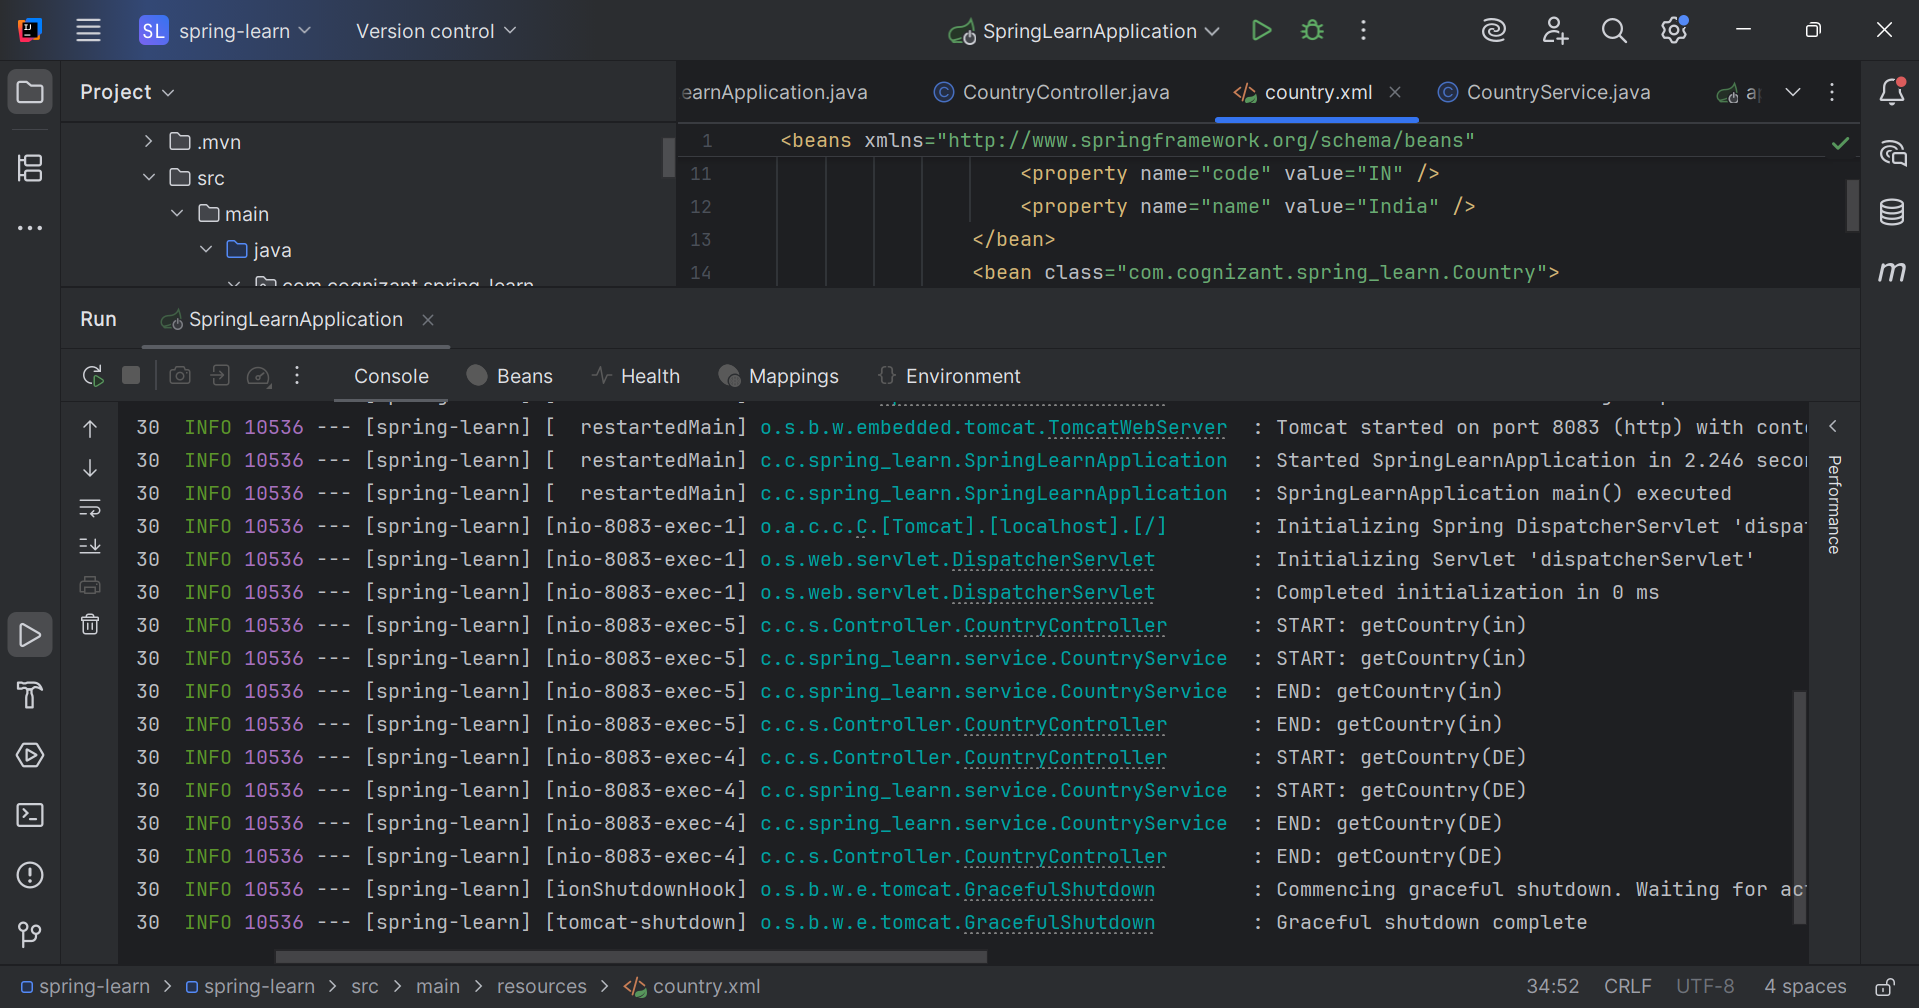 SL spring-learn Version control SpringLearnApplication
Project
earnApplication.java CountryController.java country.xml CountryService.java
.mvn
src
main
java
com.cognizant.spring_learn
1 <beans xmlns="http://www.springframework.org/schema/beans"
11 <property name="code" value="IN" />
12 <property name="name" value="India" />
13 </bean>
14 <bean class="com.cognizant.spring_learn.Country">
Run SpringLearnApplication
Console Beans Health Mappings Environment
30 INFO 10536 --- [spring-learn] [  restartedMain] o.s.b.w.embedded.tomcat.TomcatWebServer : Tomcat started on port 8083 (http) with cont
30 INFO 10536 --- [spring-learn] [  restartedMain] c.c.spring_learn.SpringLearnApplication : Started SpringLearnApplication in 2.246 seco
30 INFO 10536 --- [spring-learn] [  restartedMain] c.c.spring_learn.SpringLearnApplication : SpringLearnApplication main() executed
30 INFO 10536 --- [spring-learn] [nio-8083-exec-1] o.a.c.c.C.[Tomcat].[localhost].[/] : Initializing Spring DispatcherServlet 'dispat
30 INFO 10536 --- [spring-learn] [nio-8083-exec-1] o.s.web.servlet.DispatcherServlet : Initializing Servlet 'dispatcherServlet'
30 INFO 10536 --- [spring-learn] [nio-8083-exec-1] o.s.web.servlet.DispatcherServlet : Completed initialization in 0 ms
30 INFO 10536 --- [spring-learn] [nio-8083-exec-5] c.c.s.Controller.CountryController : START: getCountry(in)
30 INFO 10536 --- [spring-learn] [nio-8083-exec-5] c.c.spring_learn.service.CountryService : START: getCountry(in)
30 INFO 10536 --- [spring-learn] [nio-8083-exec-5] c.c.spring_learn.service.CountryService : END: getCountry(in)
30 INFO 10536 --- [spring-learn] [nio-8083-exec-5] c.c.s.Controller.CountryController : END: getCountry(in)
30 INFO 10536 --- [spring-learn] [nio-8083-exec-4] c.c.s.Controller.CountryController : START: getCountry(DE)
30 INFO 10536 --- [spring-learn] [nio-8083-exec-4] c.c.spring_learn.service.CountryService : START: getCountry(DE)
30 INFO 10536 --- [spring-learn] [nio-8083-exec-4] c.c.spring_learn.service.CountryService : END: getCountry(DE)
30 INFO 10536 --- [spring-learn] [nio-8083-exec-4] c.c.s.Controller.CountryController : END: getCountry(DE)
30 INFO 10536 --- [spring-learn] [ionShutdownHook] o.s.b.w.e.tomcat.GracefulShutdown : Commencing graceful shutdown. Waiting for ac
30 INFO 10536 --- [spring-learn] [tomcat-shutdown] o.s.b.w.e.tomcat.GracefulShutdown : Graceful shutdown complete
Performance
spring-learn > spring-learn > src > main > resources > country.xml 34:52 CRLF UTF-8 4 spaces